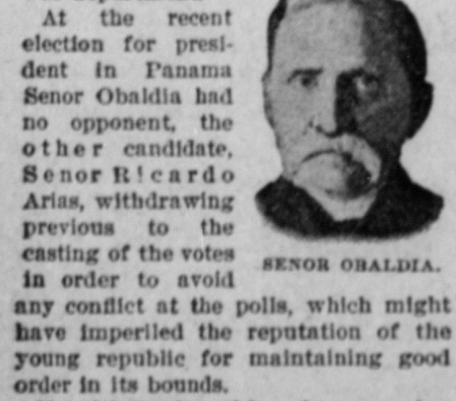 At the recent
election for presi-
dent in Panama
Senor Obaldia had
no opponent, the
other candidate,
Senor R!cardo
Arias, withdrawing
previous to the
casting of the votes
in order to avoid
any conflict at the polls, which might
have imperiled the reputation of the
young republic for maintaining good
order in its bounds.
SENOR OBALDIA.